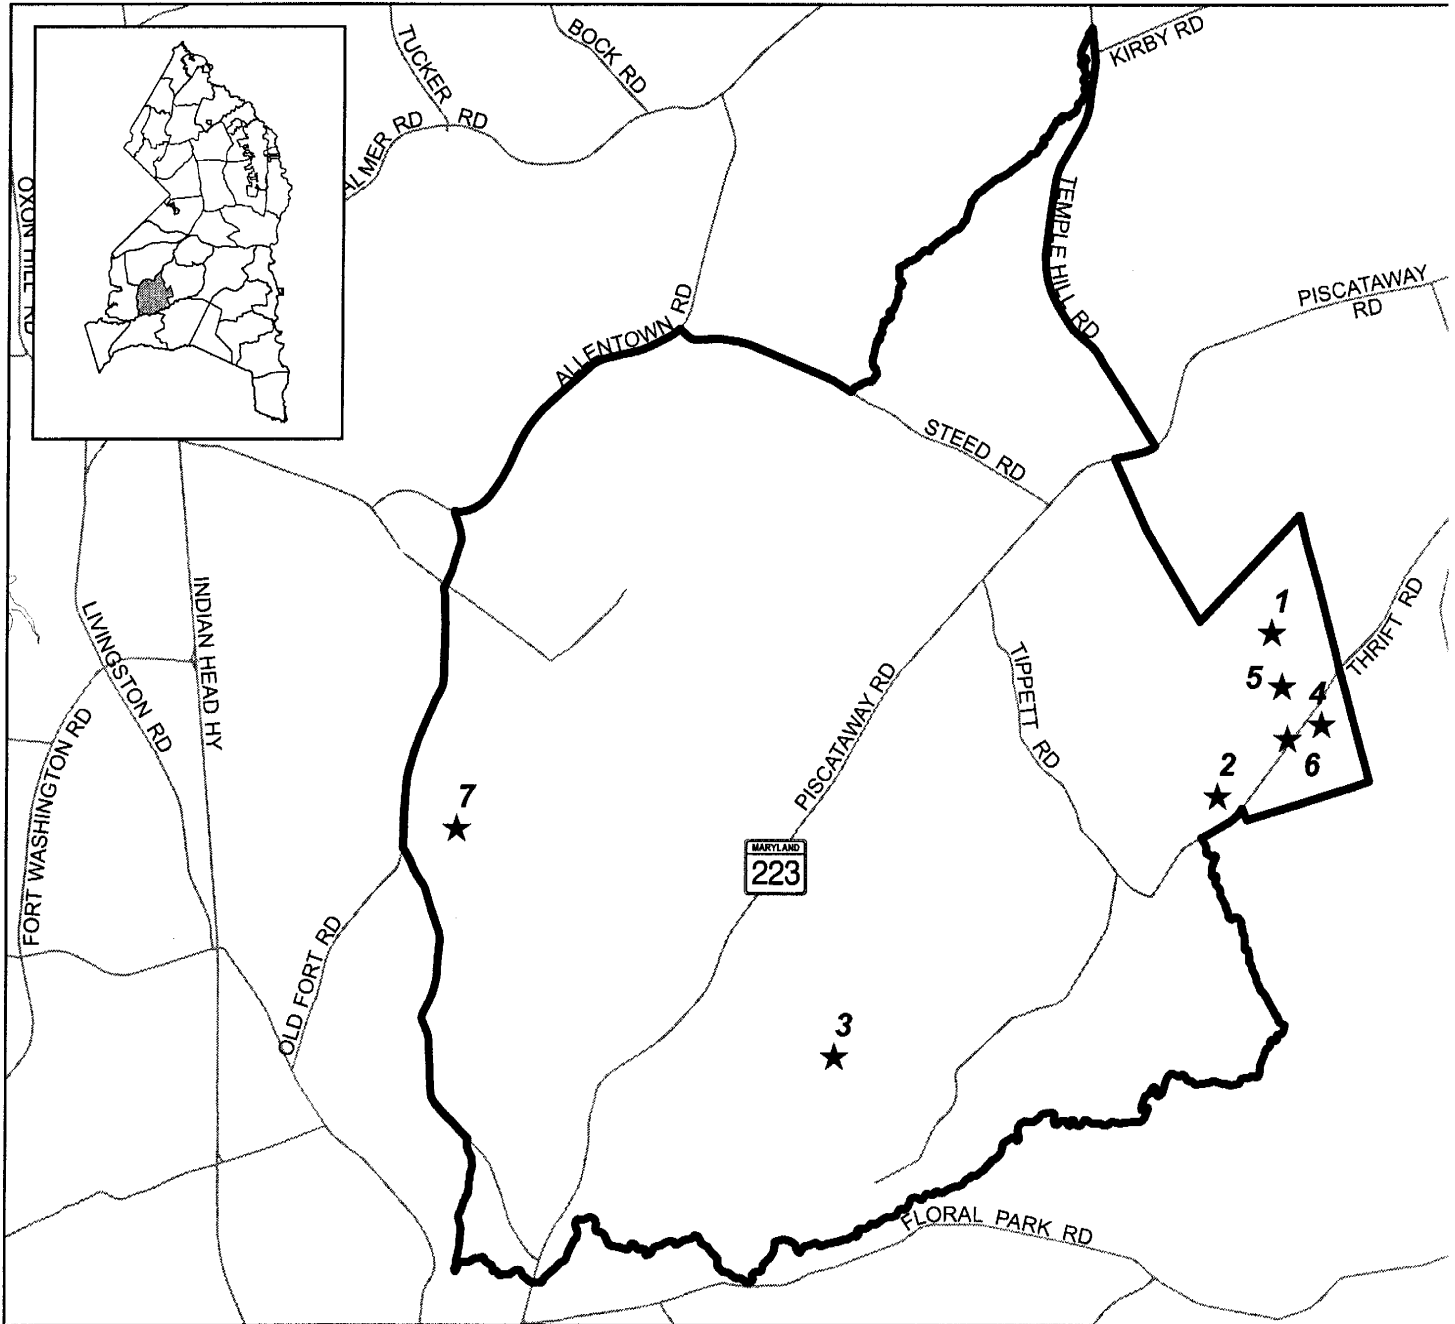 TUCKER RD
BOCK RD
KIRBY RD
ALMER RD
OXON HILL RD
TEMPLE HILL RD
PISCATAWAY
RD
ALLENTOWN RD
STEED RD
INDIAN HEAD HY
LIVINGSTON RD
FORT WASHINGTON RD
1
THRIFT RD
5
4
TIPPETT RD
PISCATAWAY RD
6
2
7
MARYLAND
223
OLD FORT RD
3
FLORAL PARK RD